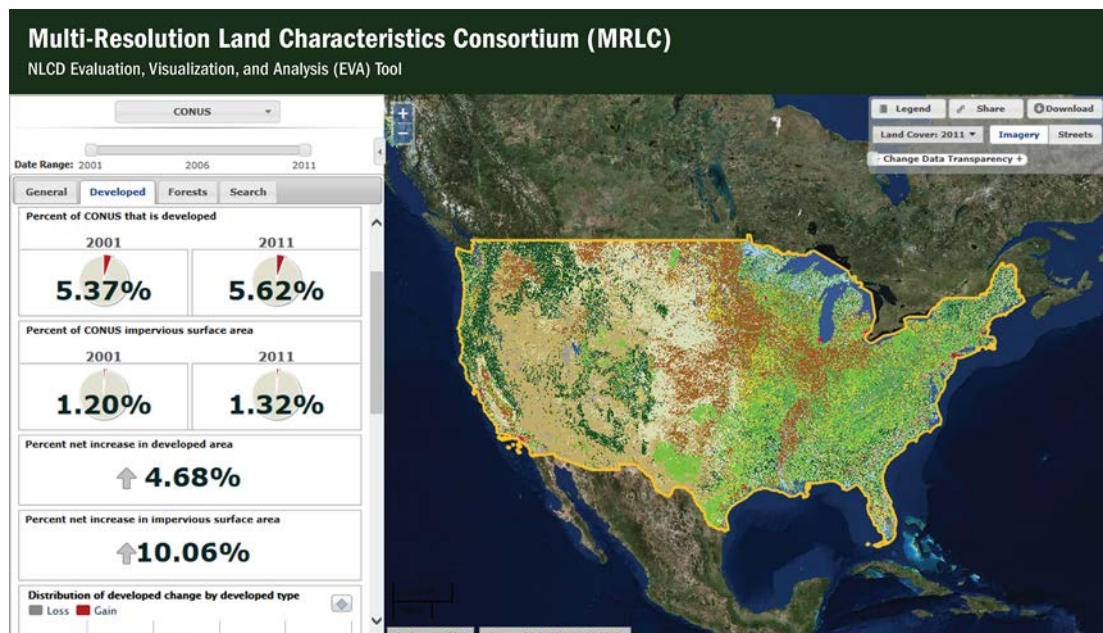 Multi-Resolution Land Characteristics Consortium (MRLC)
NLCD Evaluation, Visualization, and Analysis (EVA) Tool
CONUS
Date Range: 2001 2006 2011
General Developed Forests Search
Percent of CONUS that is developed
2001 2011
5.37% 5.62%
Percent of CONUS impervious surface area
2001 2011
1.20% 1.32%
Percent net increase in developed area
4.68%
Percent net increase in impervious surface area
10.06%
Distribution of developed change by developed type
Loss Gain
+
−
Legend Share Download
Land Cover: 2011 Imagery Streets
- Change Data Transparency +